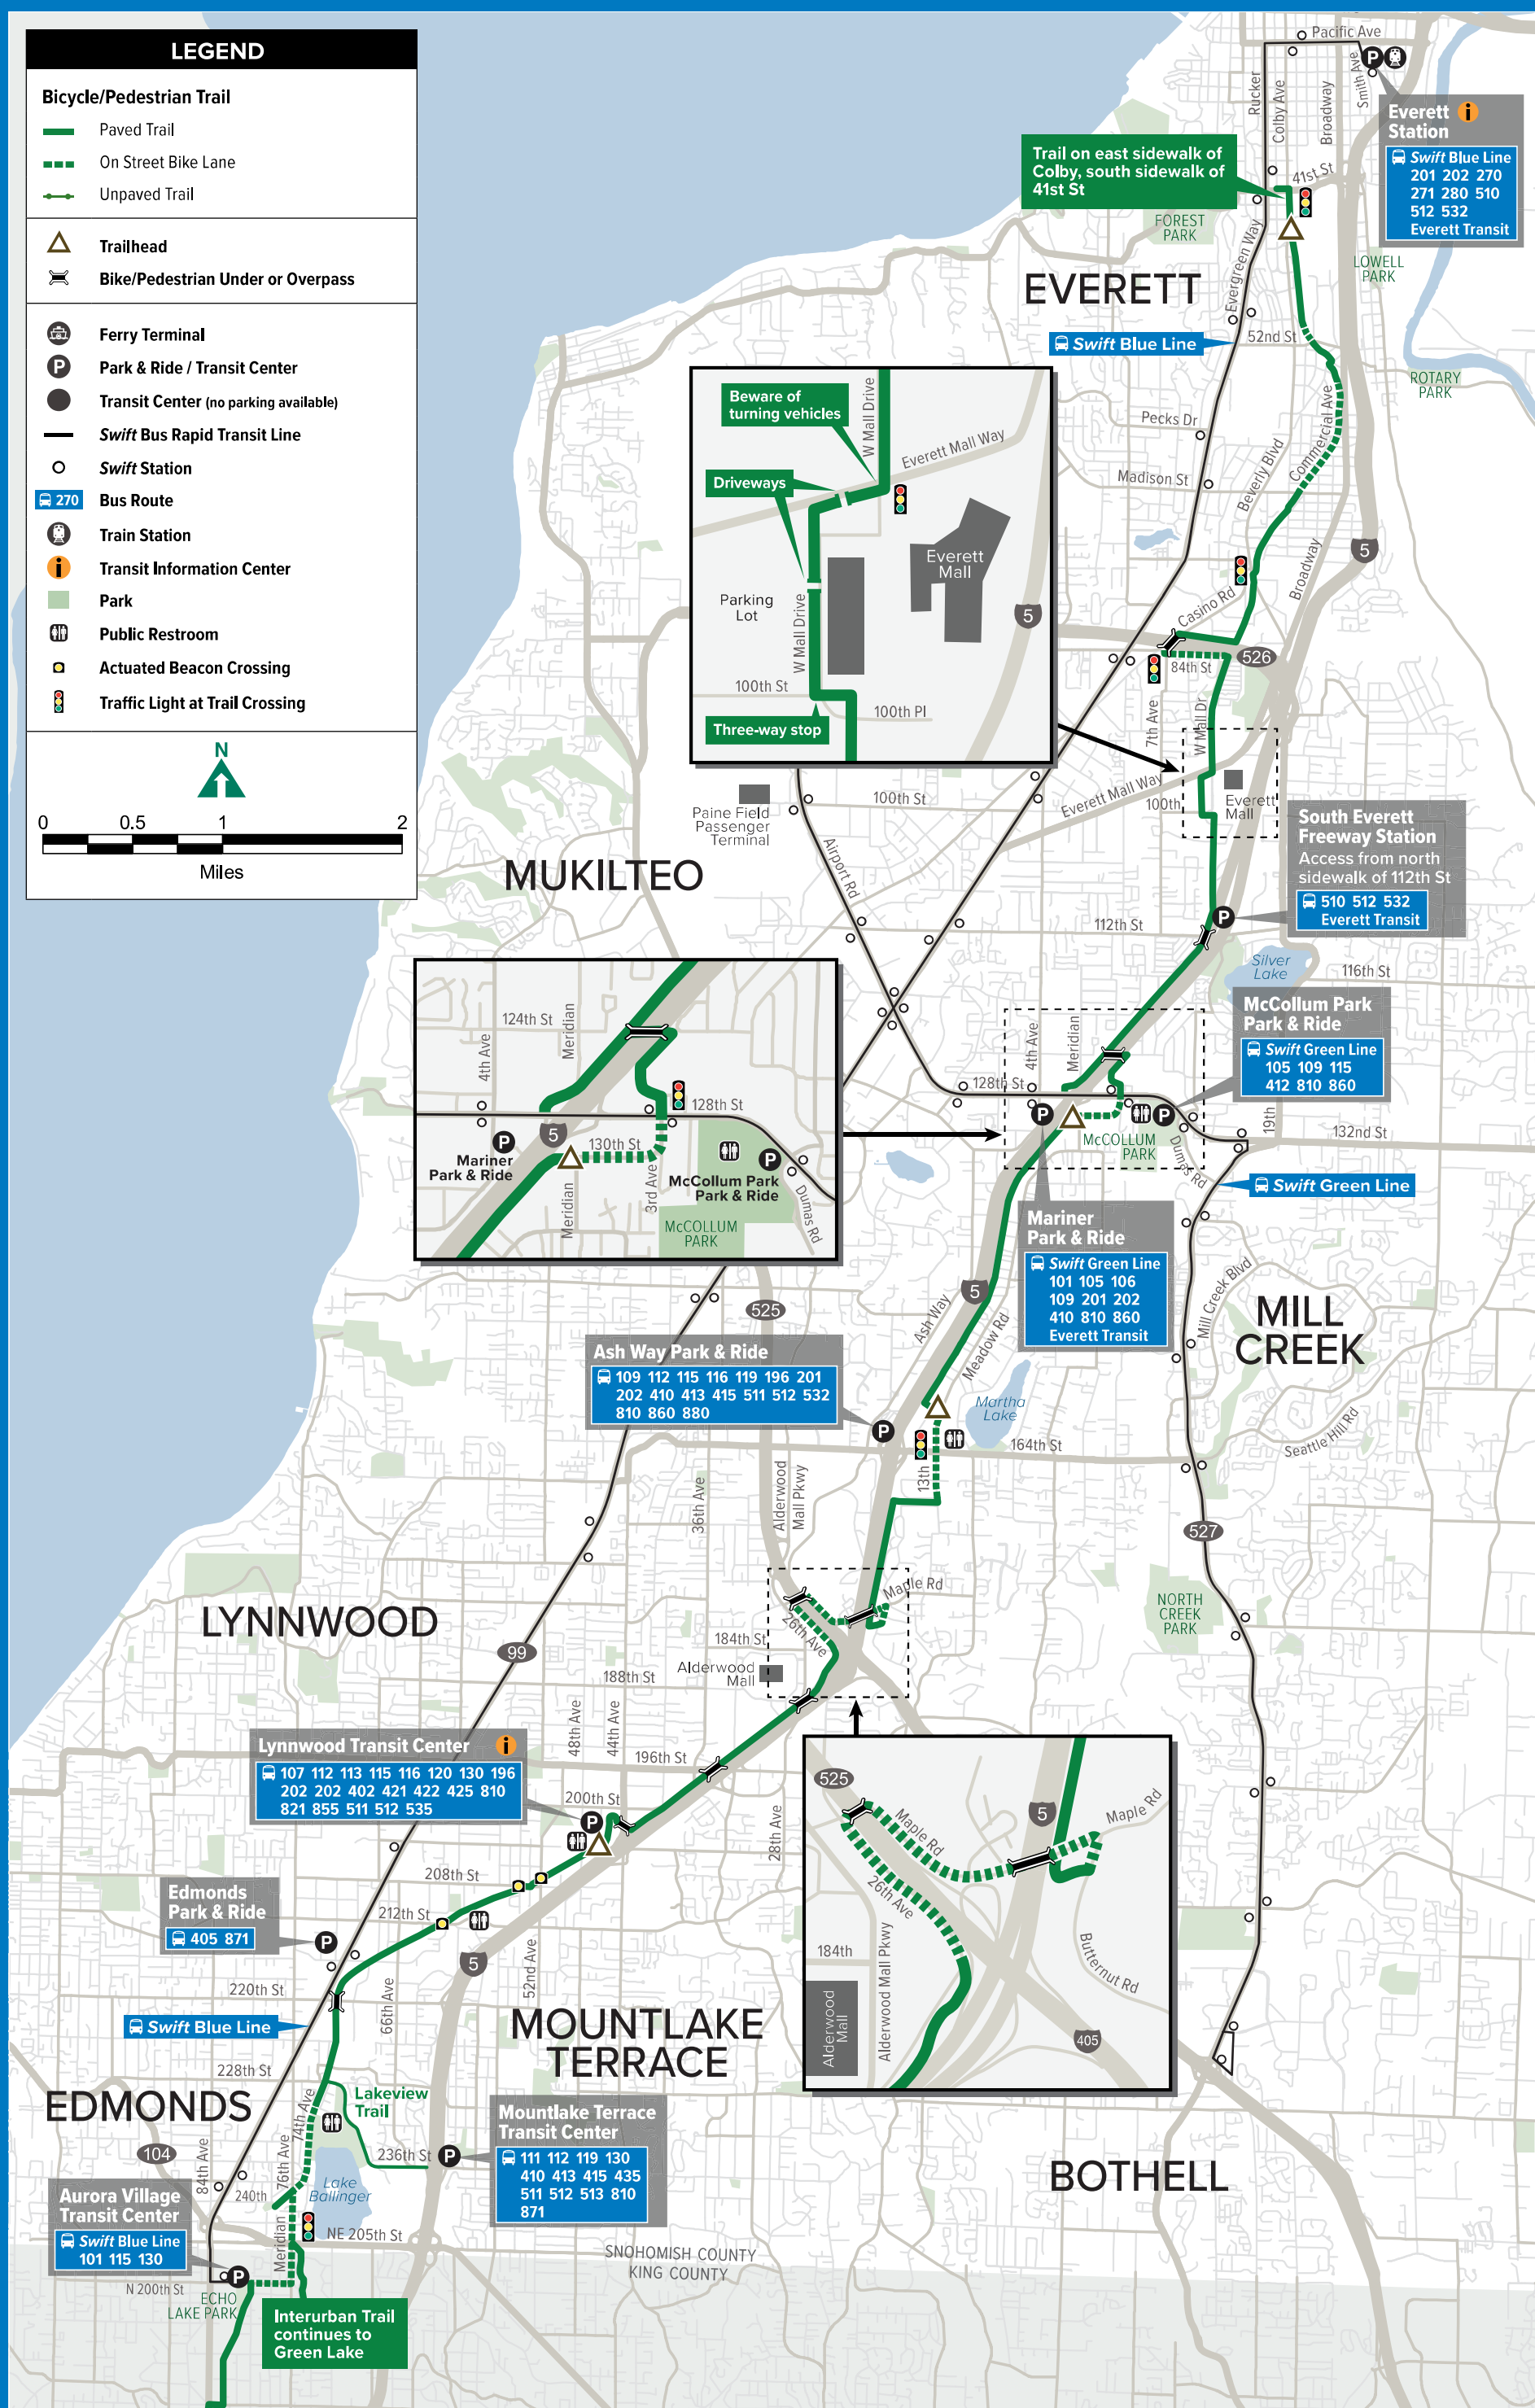 LEGEND
Bicycle/Pedestrian Trail
Paved Trail
On Street Bike Lane
Unpaved Trail
Trailhead
Bike/Pedestrian Under or Overpass
Ferry Terminal
P
Park & Ride / Transit Center
Transit Center (no parking available)
Swift Bus Rapid Transit Line
Swift Station
270
Bus Route
Train Station
i
Transit Information Center
Park
Public Restroom
Actuated Beacon Crossing
Traffic Light at Trail Crossing
N
0 0.5 1 2
Miles
Pacific Ave
Rucker
Colby Ave
Broadway
Smith Ave
P
Everett
Station
i
Swift Blue Line
201 202 270
271 280 510
512 532
Everett Transit
Trail on east sidewalk of
Colby, south sidewalk of
41st St
41st St
FOREST
PARK
LOWELL
PARK
EVERETT
Evergreen Way
Swift Blue Line
52nd St
ROTARY
PARK
Pecks Dr
Madison St
Beverly Blvd
Commercial Ave
Broadway
5
Casino Rd
526
84th St
7th Ave
W Mall Dr
Everett Mall Way
100th
Everett
Mall
Beware of
turning vehicles
W Mall Drive
Everett Mall Way
Driveways
Everett
Mall
Parking
Lot
W Mall Drive
5
100th St
100th Pl
Three-way stop
Paine Field
Passenger
Terminal
100th St
Airport Rd
MUKILTEO
South Everett
Freeway Station
Access from north
sidewalk of 112th St
510 512 532
Everett Transit
P
112th St
Silver
Lake
116th St
McCollum Park
Park & Ride
Swift Green Line
105 109 115
412 810 860
4th Ave
Meridian
128th St
P
P
McCOLLUM
PARK
Dumas Rd
19th
132nd St
Swift Green Line
124th St
Meridian
4th Ave
128th St
5
P
Mariner
Park & Ride
130th St
3rd Ave
Meridian
P
McCollum Park
Park & Ride
McCOLLUM
PARK
Dumas Rd
Mariner
Park & Ride
Swift Green Line
101 105 106
109 201 202
410 810 860
Everett Transit
Mill Creek Blvd
MILL
CREEK
525
5
Ash Way
Meadow Rd
Ash Way Park & Ride
109 112 115 116 119 196 201
202 410 413 415 511 512 532
810 860 880
P
Martha
Lake
164th St
13th
Seattle Hill Rd
36th Ave
Alderwood
Mall Pkwy
527
Maple Rd
26th Ave
NORTH
CREEK
PARK
LYNNWOOD
99
184th St
Alderwood
Mall
188th St
48th Ave
44th Ave
196th St
Lynnwood Transit Center
i
107 112 113 115 116 120 130 196
202 202 402 421 422 425 810
821 855 511 512 535
200th St
P
28th Ave
525
Maple Rd
5
Maple Rd
26th Ave
184th
Alderwood
Mall
Alderwood Mall Pkwy
Butternut Rd
405
208th St
212th St
Edmonds
Park & Ride
405 871
P
5
52nd Ave
220th St
66th Ave
Swift Blue Line
MOUNTLAKE
TERRACE
228th St
EDMONDS
74th Ave
Lakeview
Trail
Mountlake Terrace
Transit Center
111 112 119 130
410 413 415 435
511 512 513 810
871
236th St
P
104
84th Ave
76th Ave
240th
Lake
Ballinger
BOTHELL
Aurora Village
Transit Center
Swift Blue Line
101 115 130
Meridian
NE 205th St
SNOHOMISH COUNTY
KING COUNTY
P
N 200th St
ECHO
LAKE PARK
Interurban Trail
continues to
Green Lake